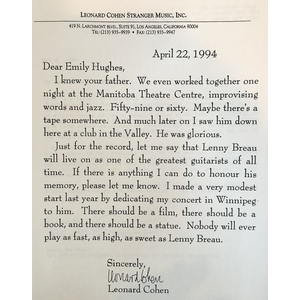 LEONARD COHEN STRANGER MUSIC, INC.
419 N. LARCHMONT BLVD., SUITE 91, LOS ANGELES, CALIFORNIA 90004
TEL: (213) 935-9939 • FAX: (213) 935-9947
April 22, 1994
Dear Emily Hughes,
I knew your father. We even worked together one
night at the Manitoba Theatre Centre, improvising
words and jazz. Fifty-nine or sixty. Maybe there's a
tape somewhere. And much later on I saw him down
here at a club in the Valley. He was glorious.
Just for the record, let me say that Lenny Breau
will live on as one of the greatest guitarists of all
time. If there is anything I can do to honour his
memory, please let me know. I made a very modest
start last year by dedicating my concert in Winnipeg
to him. There should be a film, there should be a
book, and there should be a statue. Nobody will ever
play as fast, as high, as sweet as Lenny Breau.
Sincerely,
Leonard Cohen
Leonard Cohen